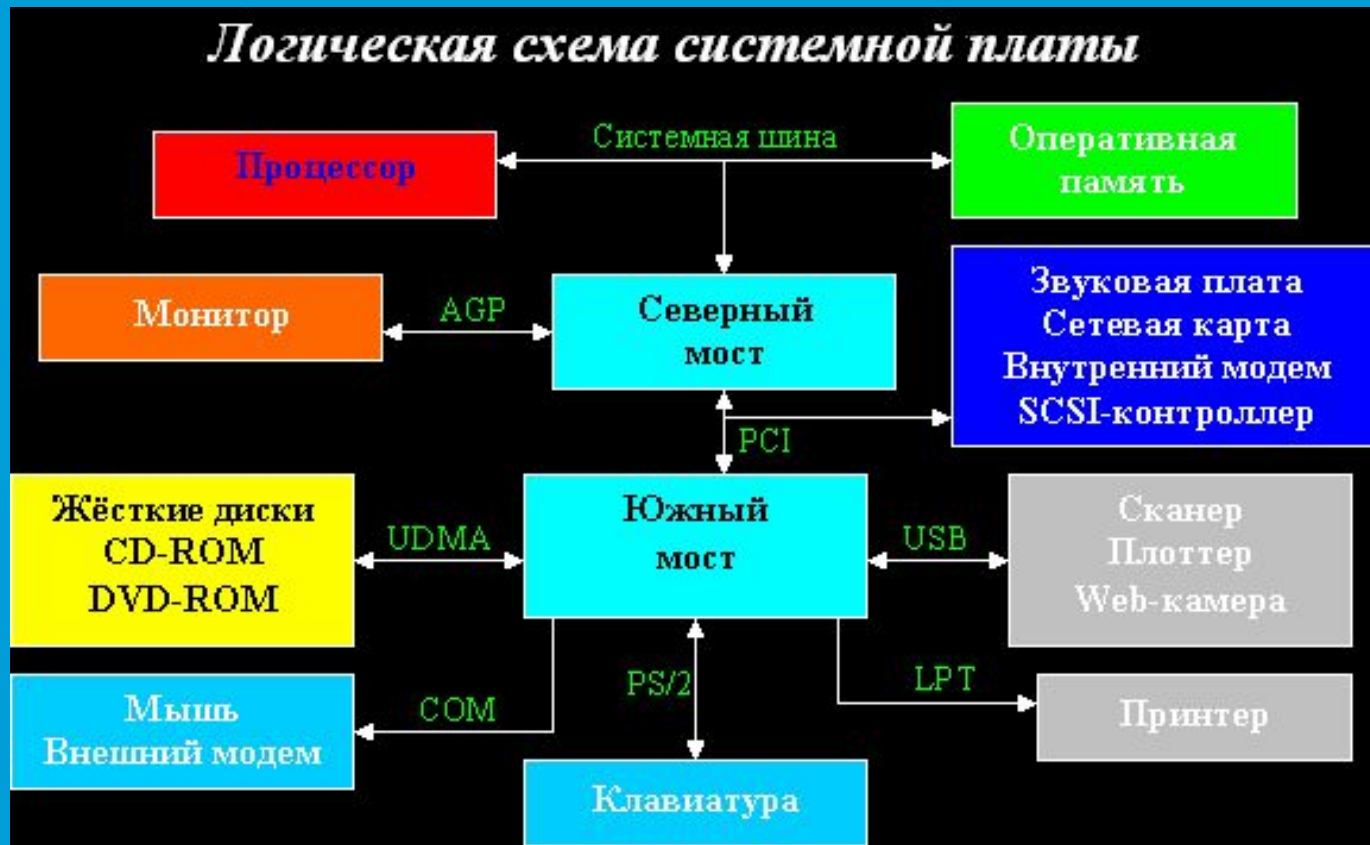 Логическая схема системной платы
Процессор
Системная шина
Оперативная
память
Монитор
AGP
Северный
мост
Звуковая плата
Сетевая карта
Внутренний модем
SCSI-контроллер
PCI
Жёсткие диски
CD-ROM
DVD-ROM
UDMA
Южный
мост
USB
Сканер
Плоттер
Web-камера
Мышь
Внешний модем
COM
PS/2
LPT
Принтер
Клавиатура